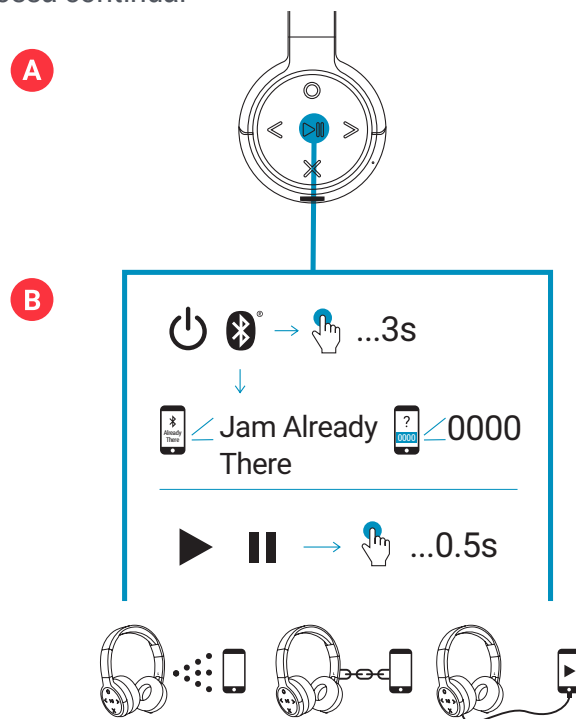 A
B
® ...3s
Already
There
Jam Already
There
?
0000
0000
...0.5s